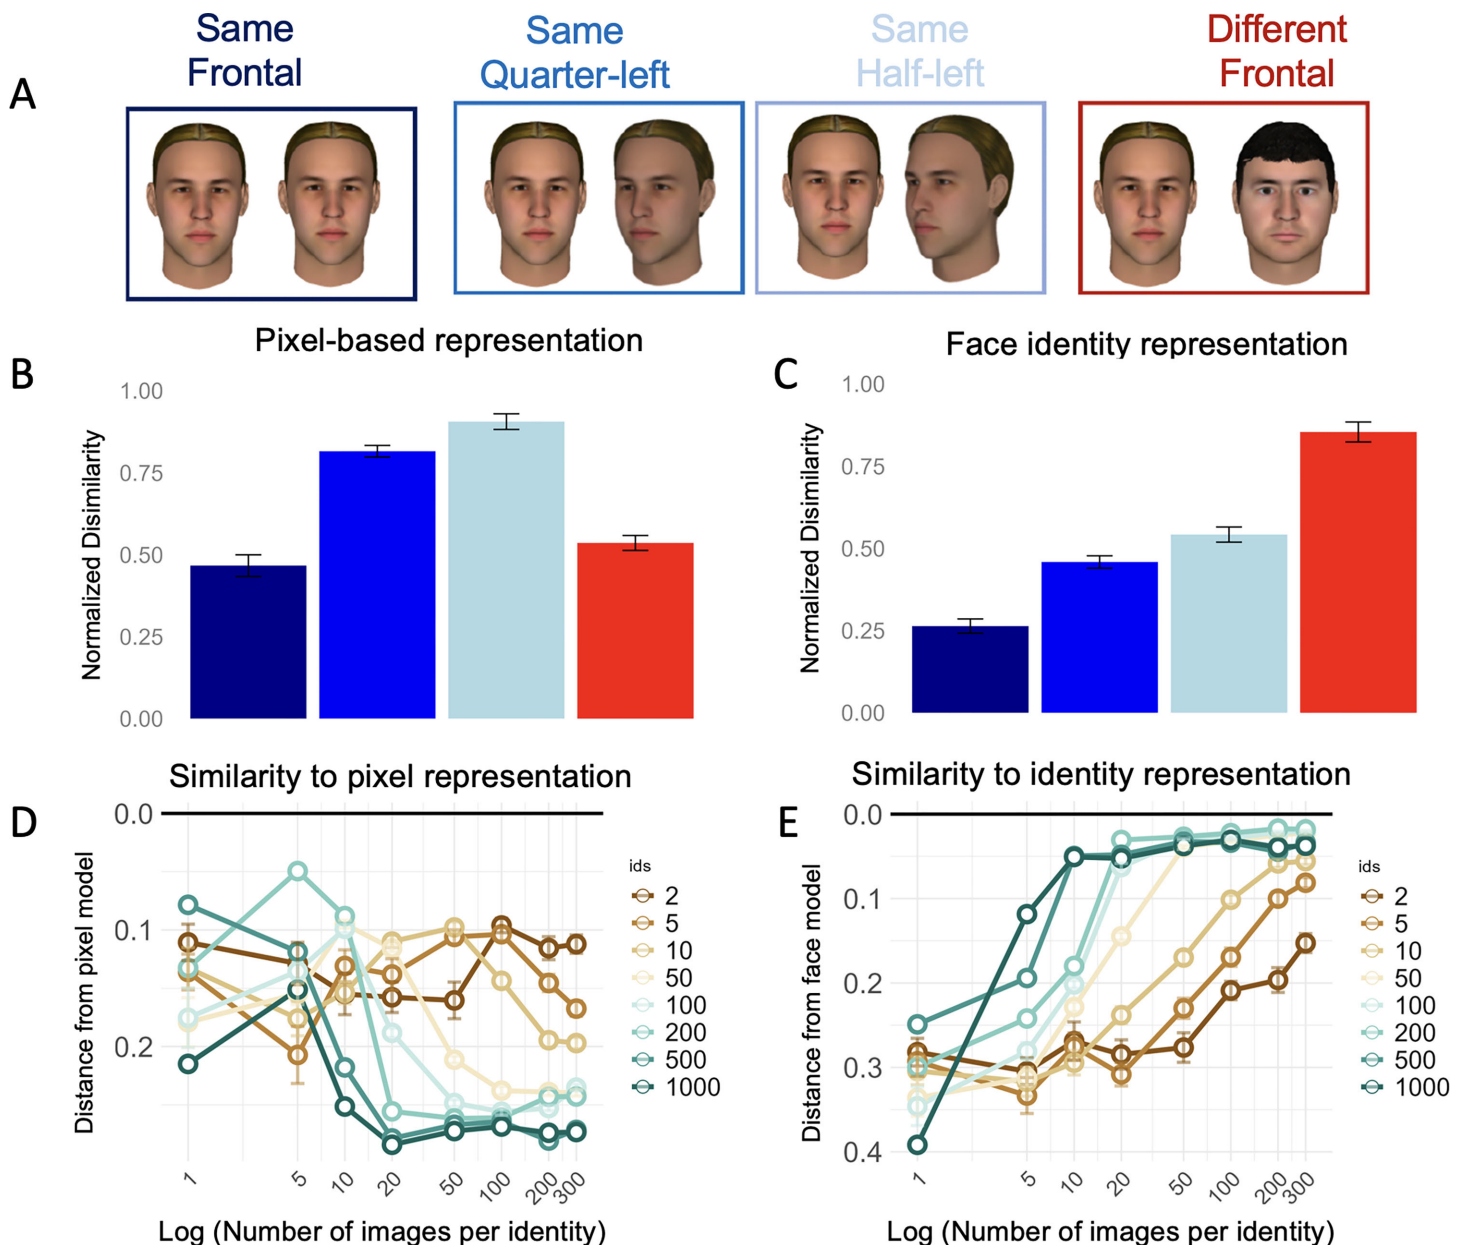 Same
Frontal
Same
Quarter-left
Same
Half-left
Different
Frontal
A
Pixel-based representation
Face identity representation
B
C
Normalized Disimilarity
1.00
0.75
0.50
0.25
0.00
Normalized Disimilarity
1.00
0.75
0.50
0.25
0.00
Similarity to pixel representation
Similarity to identity representation
D
Distance from pixel model
0.0
0.1
0.2
1 5 10 20 50 100 200 300
Log (Number of images per identity)
ids
2
5
10
50
100
200
500
1000
E
Distance from face model
0.0
0.1
0.2
0.3
0.4
1 5 10 20 50 100 200 300
Log (Number of images per identity)
ids
2
5
10
50
100
200
500
1000